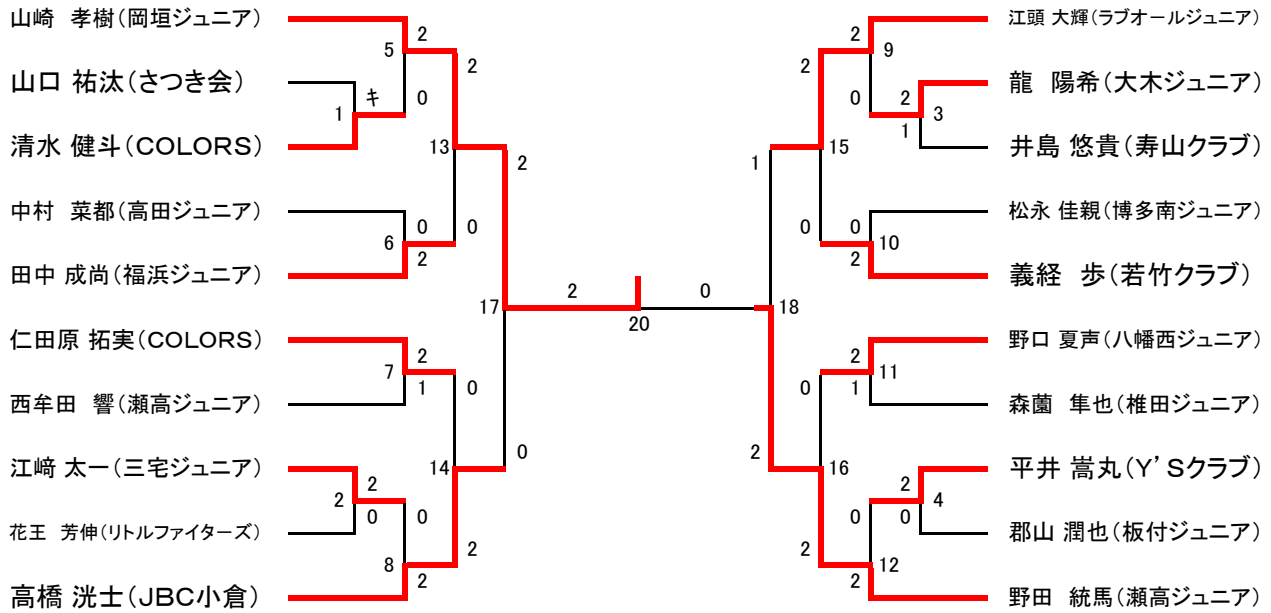 山崎　孝樹(岡垣ジュニア)
山口 祐汰(さつき会)
清水 健斗(COLORS)
中村　菜都(高田ジュニア)
田中 成尚(福浜ジュニア)
仁田原 拓実(COLORS)
西牟田　響(瀬高ジュニア)
江﨑 太一(三宅ジュニア)
花王　芳伸(リトルファイターズ)
高橋 洸士(JBC小倉)
5
2
1
キ
0
13
2
0
6
0
2
17
2
0
7
2
1
14
0
2
2
2
0
8
0
2
2
20
0
18
1
2
15
2
0
9
2
0
3
2
1
10
0
2
16
0
2
11
2
1
12
0
2
4
2
0
江頭 大輝(ラブオールジュニア)
龍　陽希(大木ジュニア)
井島 悠貴(寿山クラブ)
松永 佳親(博多南ジュニア)
義経　歩(若竹クラブ)
野口 夏声(八幡西ジュニア)
森薗　隼也(椎田ジュニア)
平井 嵩丸(Y'Sクラブ)
郡山 潤也(板付ジュニア)
野田　統馬(瀬高ジュニア)